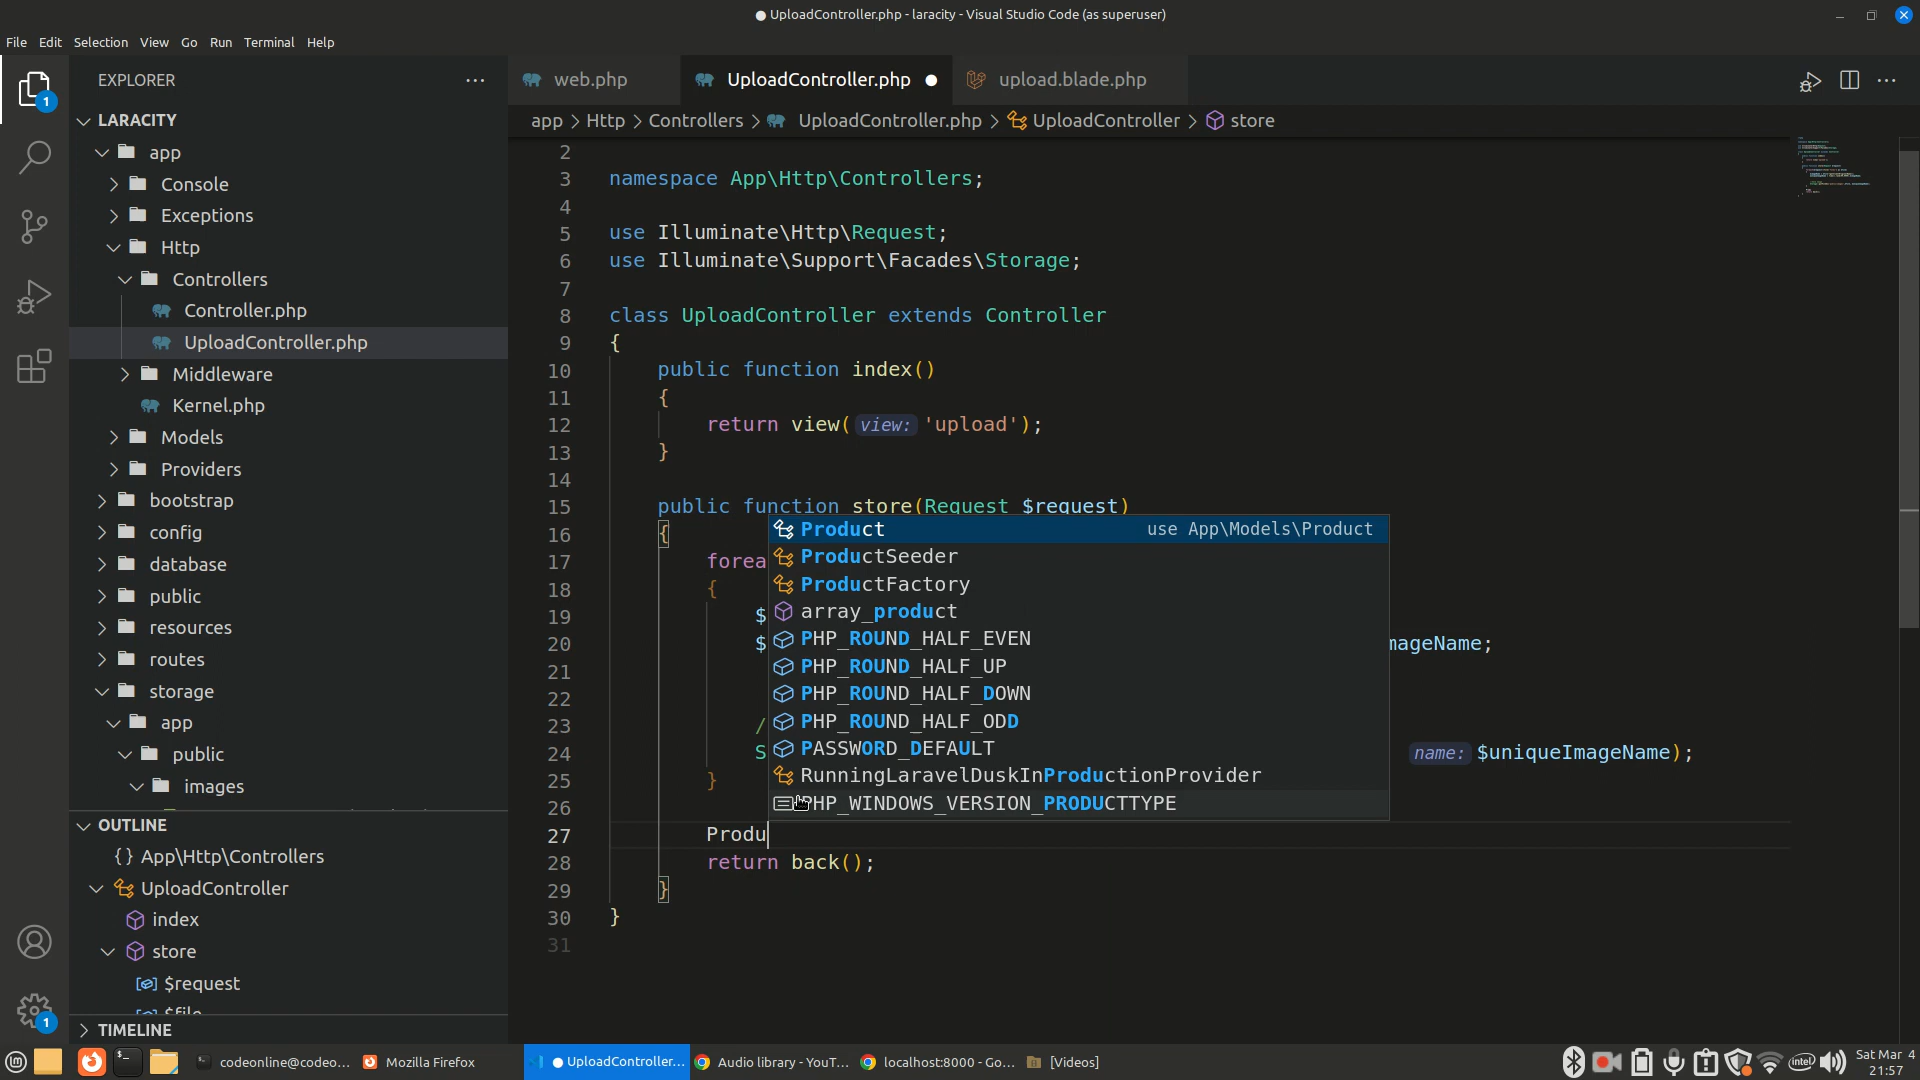 UploadController.php - laracity - Visual Studio Code (as superuser)
File Edit Selection View Go Run Terminal Help
EXPLORER
LARACITY
app
Console
Exceptions
Http
Controllers
Controller.php
UploadController.php
Middleware
Kernel.php
Models
Providers
bootstrap
config
database
public
resources
routes
storage
app
public
images
OUTLINE
{} App\Http\Controllers
UploadController
index
store
$request
$file
TIMELINE
1
1
web.php UploadController.php upload.blade.php
app > Http > Controllers > UploadController.php > UploadController > store
2
3 namespace App\Http\Controllers;
4
5 use Illuminate\Http\Request;
6 use Illuminate\Support\Facades\Storage;
7
8 class UploadController extends Controller
9 {
10 public function index()
11 {
12 return view( view: 'upload');
13 }
14
15 public function store(Request $request)
16 {
17 forea
18 {
19 $
20 $ mageName;
21
22
23 /
24 S name: $uniqueImageName);
25 }
26
27 Produ
28 return back();
29 }
30 }
31
Product use App\Models\Product
ProductSeeder
ProductFactory
array_product
PHP_ROUND_HALF_EVEN
PHP_ROUND_HALF_UP
PHP_ROUND_HALF_DOWN
PHP_ROUND_HALF_ODD
PASSWORD_DEFAULT
RunningLaravelDuskInProductionProvider
PHP_WINDOWS_VERSION_PRODUCTTYPE
codeonline@codeo... Mozilla Firefox UploadController... Audio library - YouT... localhost:8000 - Go... [Videos]
intel
Sat Mar 4
21:57